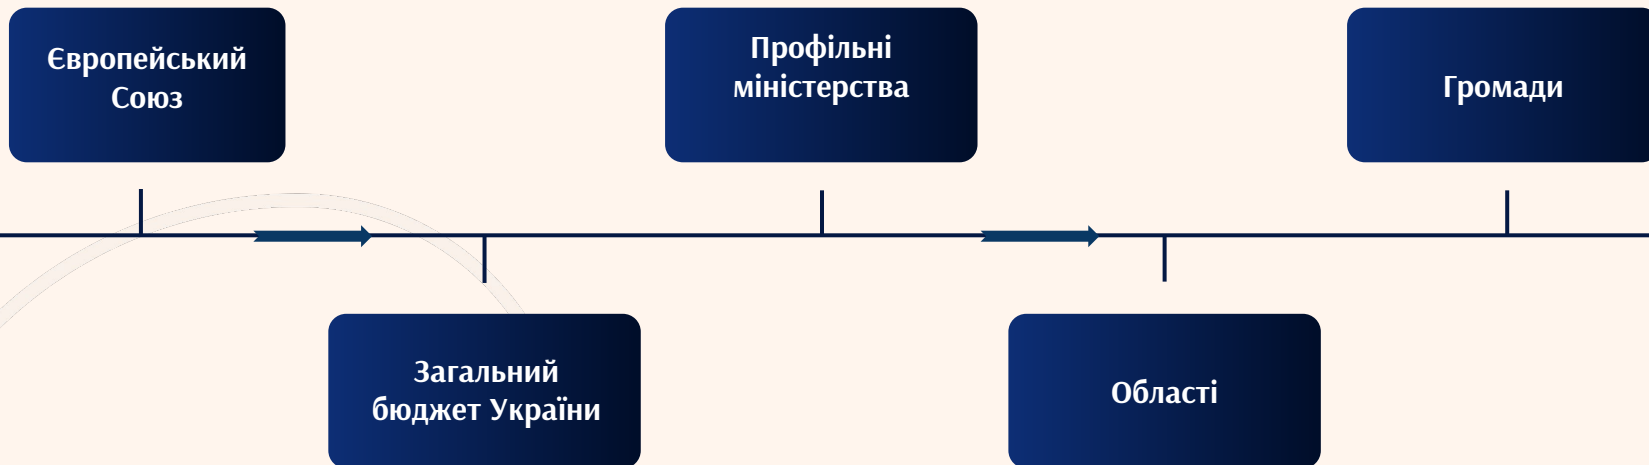 Європейський
Союз
Загальний
бюджет України
Профільні
міністерства
Області
Громади